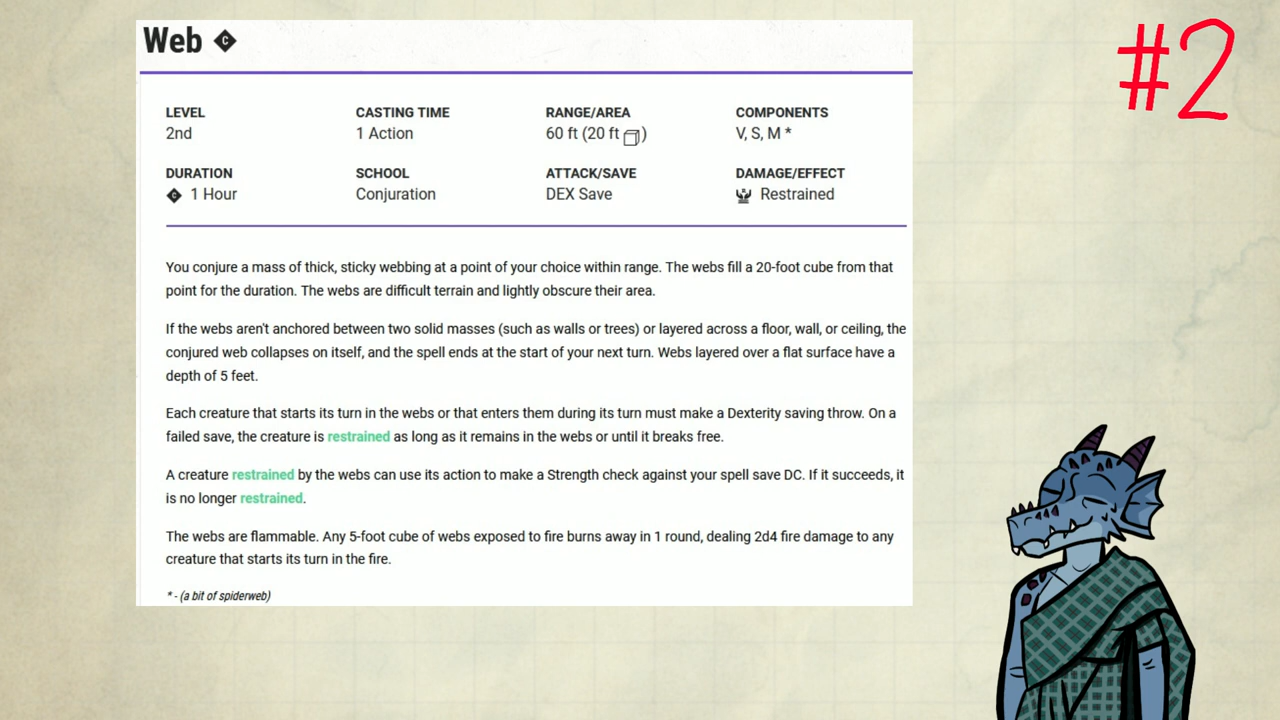 Web
#2
LEVEL CASTING TIME RANGE/AREA COMPONENTS
2nd 1 Action 60 ft (20 ft ) V, S, M *
DURATION SCHOOL ATTACK/SAVE DAMAGE/EFFECT
1 Hour Conjuration DEX Save Restrained
You conjure a mass of thick, sticky webbing at a point of your choice within range. The webs fill a 20-foot cube from that
point for the duration. The webs are difficult terrain and lightly obscure their area.
If the webs aren't anchored between two solid masses (such as walls or trees) or layered across a floor, wall, or ceiling, the
conjured web collapses on itself, and the spell ends at the start of your next turn. Webs layered over a flat surface have a
depth of 5 feet.
Each creature that starts its turn in the webs or that enters them during its turn must make a Dexterity saving throw. On a
failed save, the creature is restrained as long as it remains in the webs or until it breaks free.
A creature restrained by the webs can use its action to make a Strength check against your spell save DC. If it succeeds, it
is no longer restrained.
The webs are flammable. Any 5-foot cube of webs exposed to fire burns away in 1 round, dealing 2d4 fire damage to any
creature that starts its turn in the fire.
* - (a bit of spiderweb)